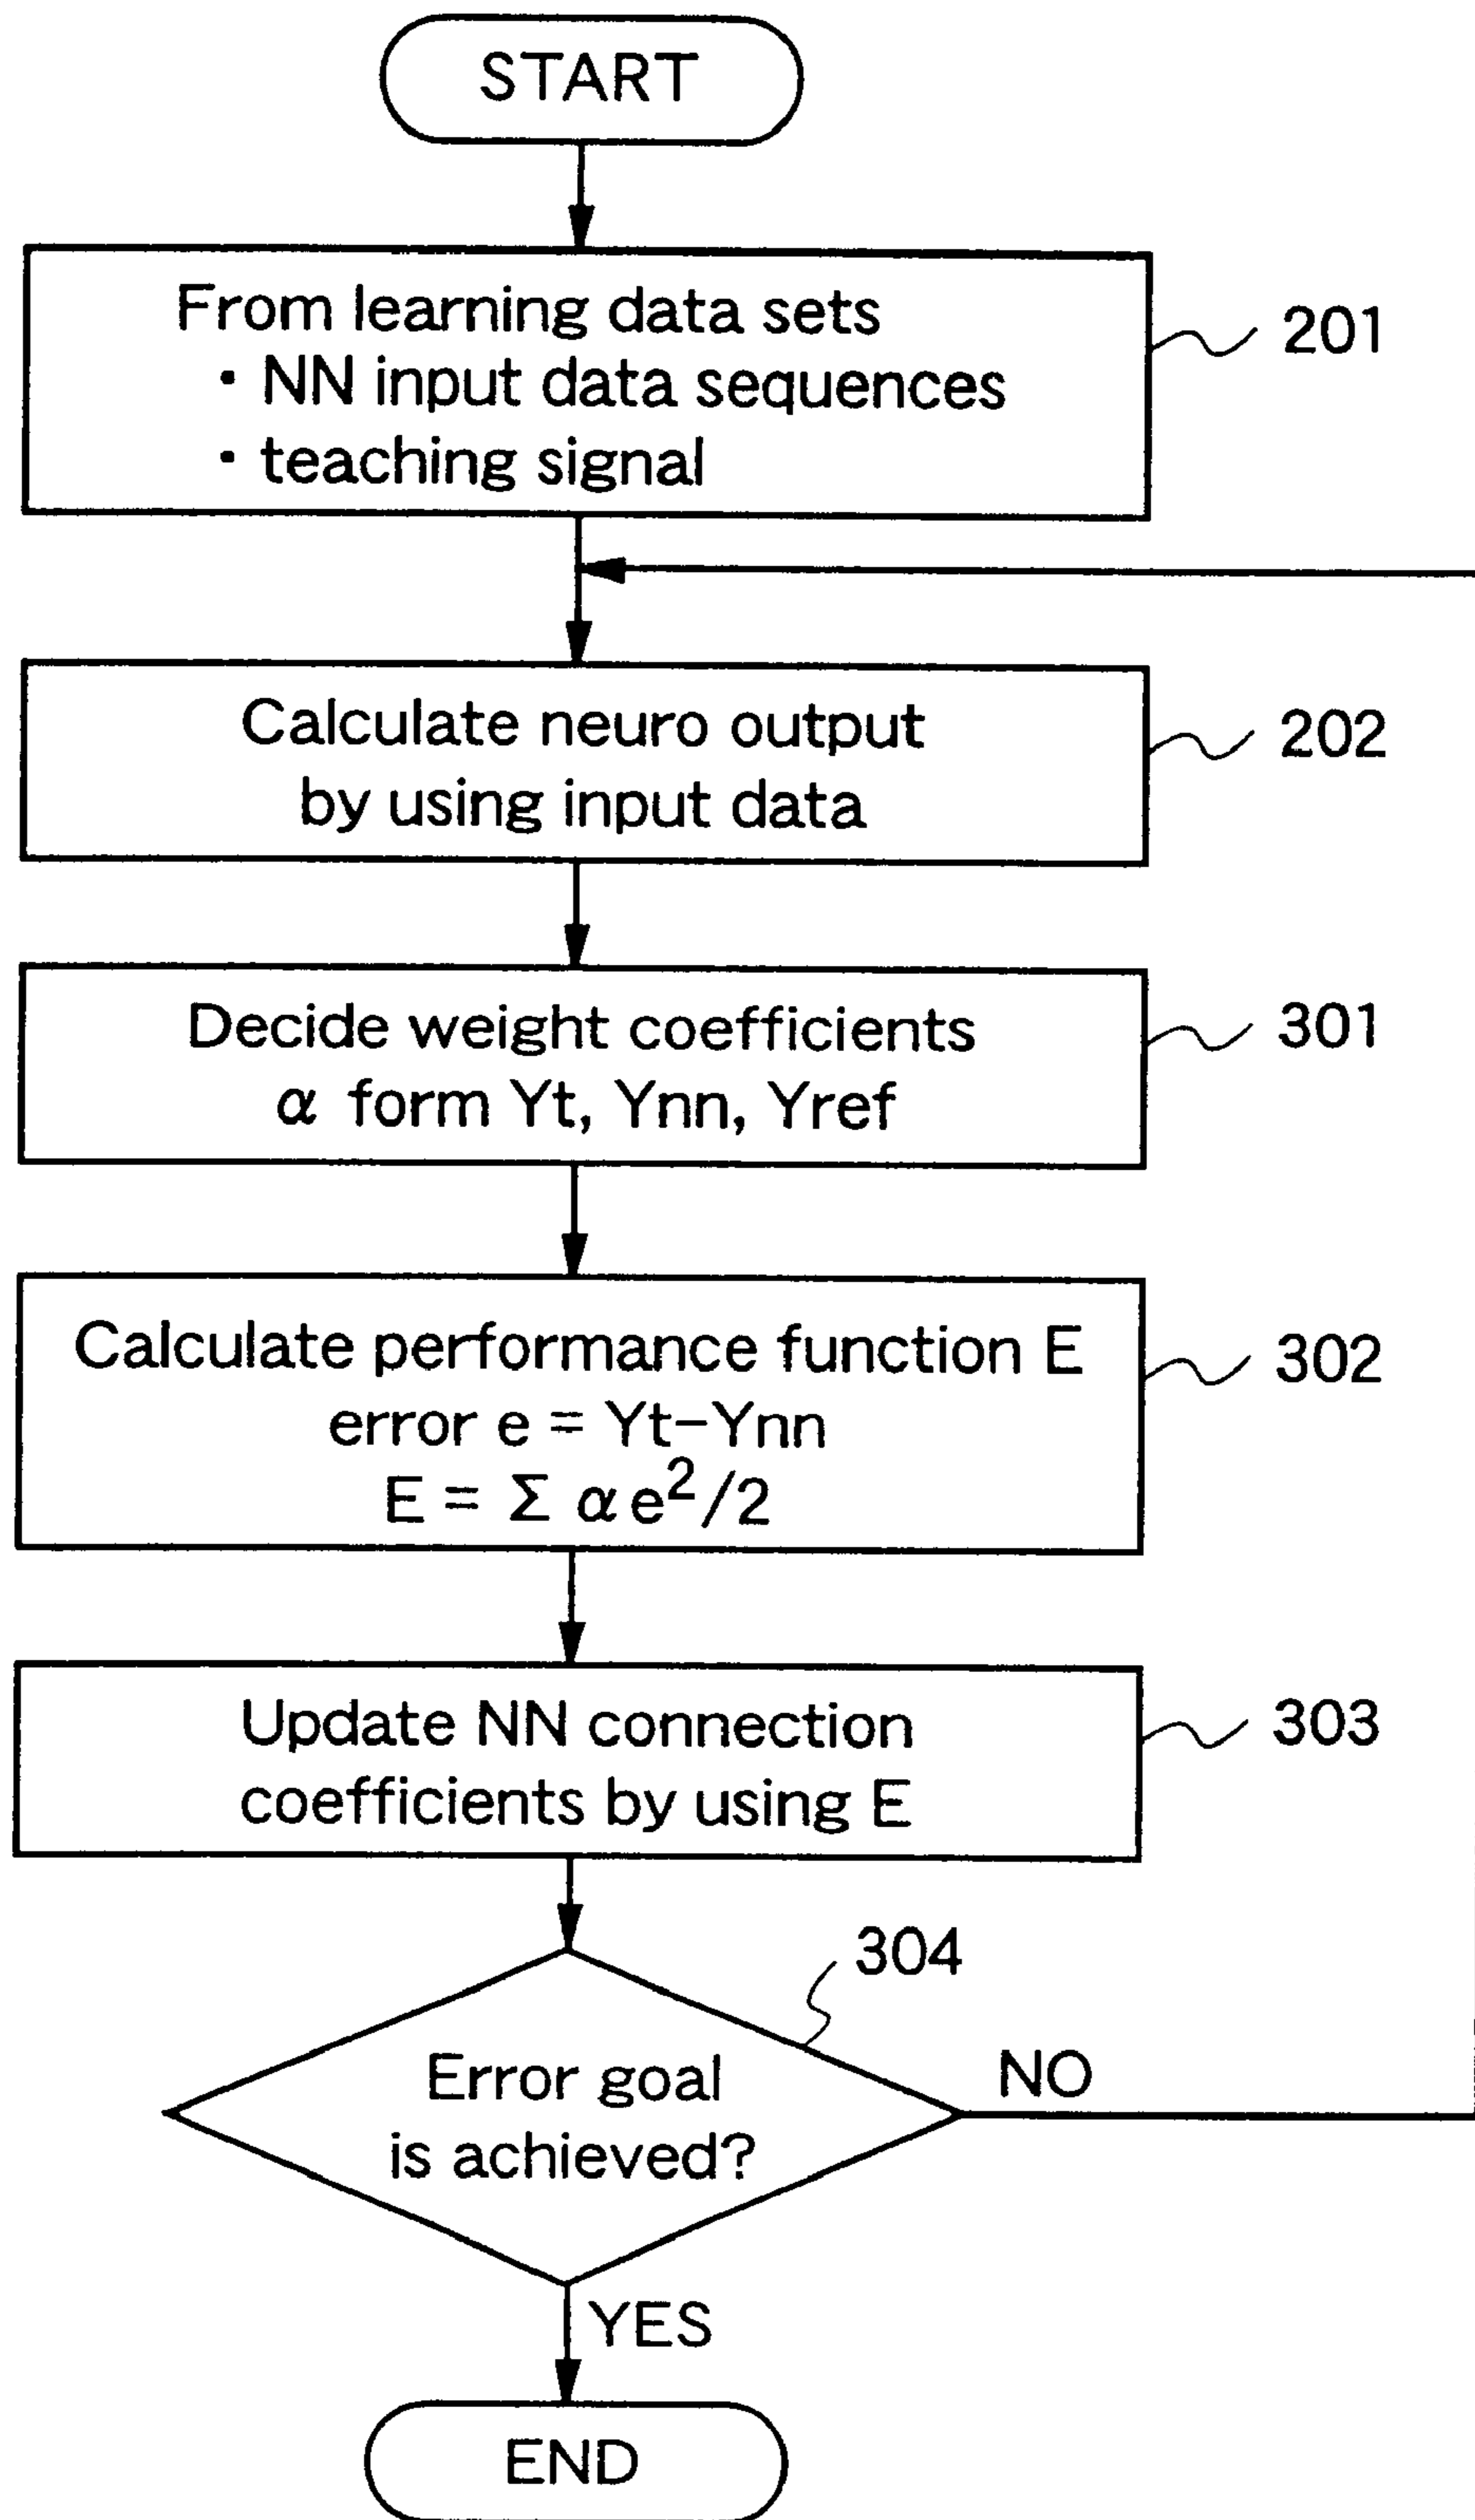 START
From learning data sets
・NN input data sequences
・teaching signal
201
Calculate neuro output
by using input data
202
Decide weight coefficients
α form Yt, Ynn, Yref
301
Calculate performance function E
error e = Yt−Ynn
E = Σ αe²/2
302
Update NN connection
coefficients by using E
303
304
Error goal
is achieved?
NO
YES
END